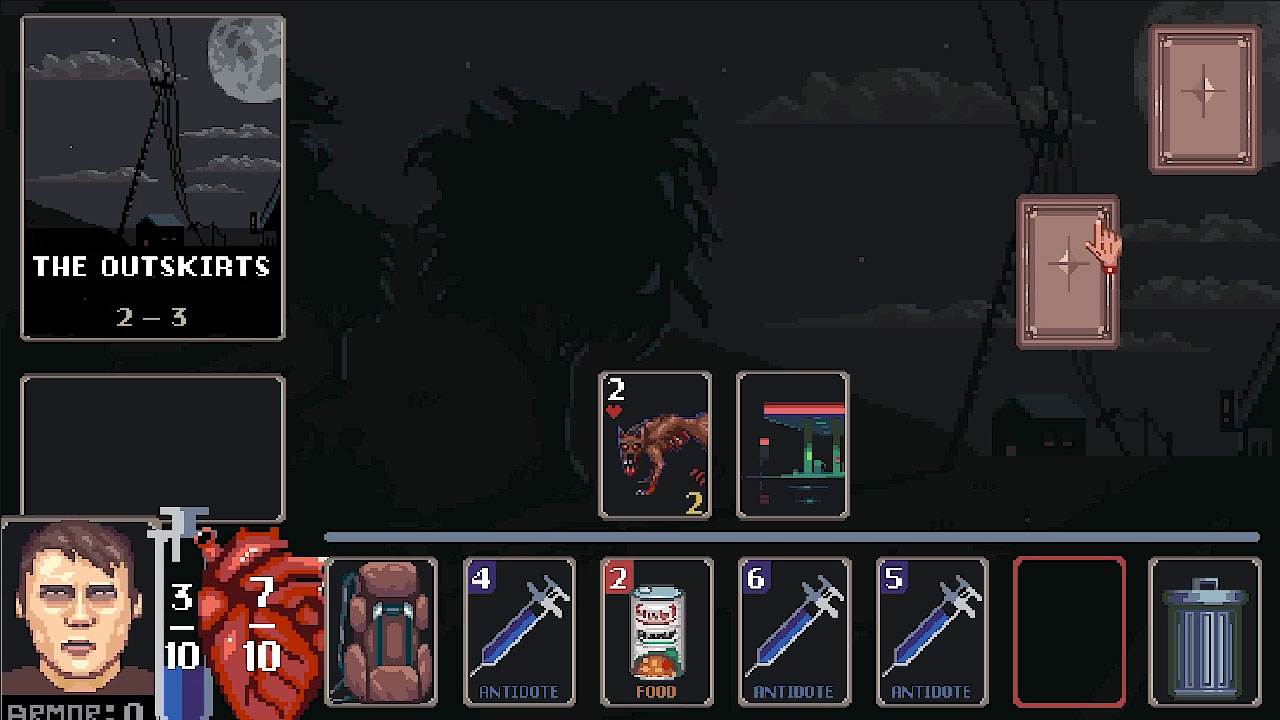 THE OUTSKIRTS
2 — 3
2
2
3
10
7
10
4
ANTIDOTE
2
FOOD
6
ANTIDOTE
5
ANTIDOTE
ARMOR: 0